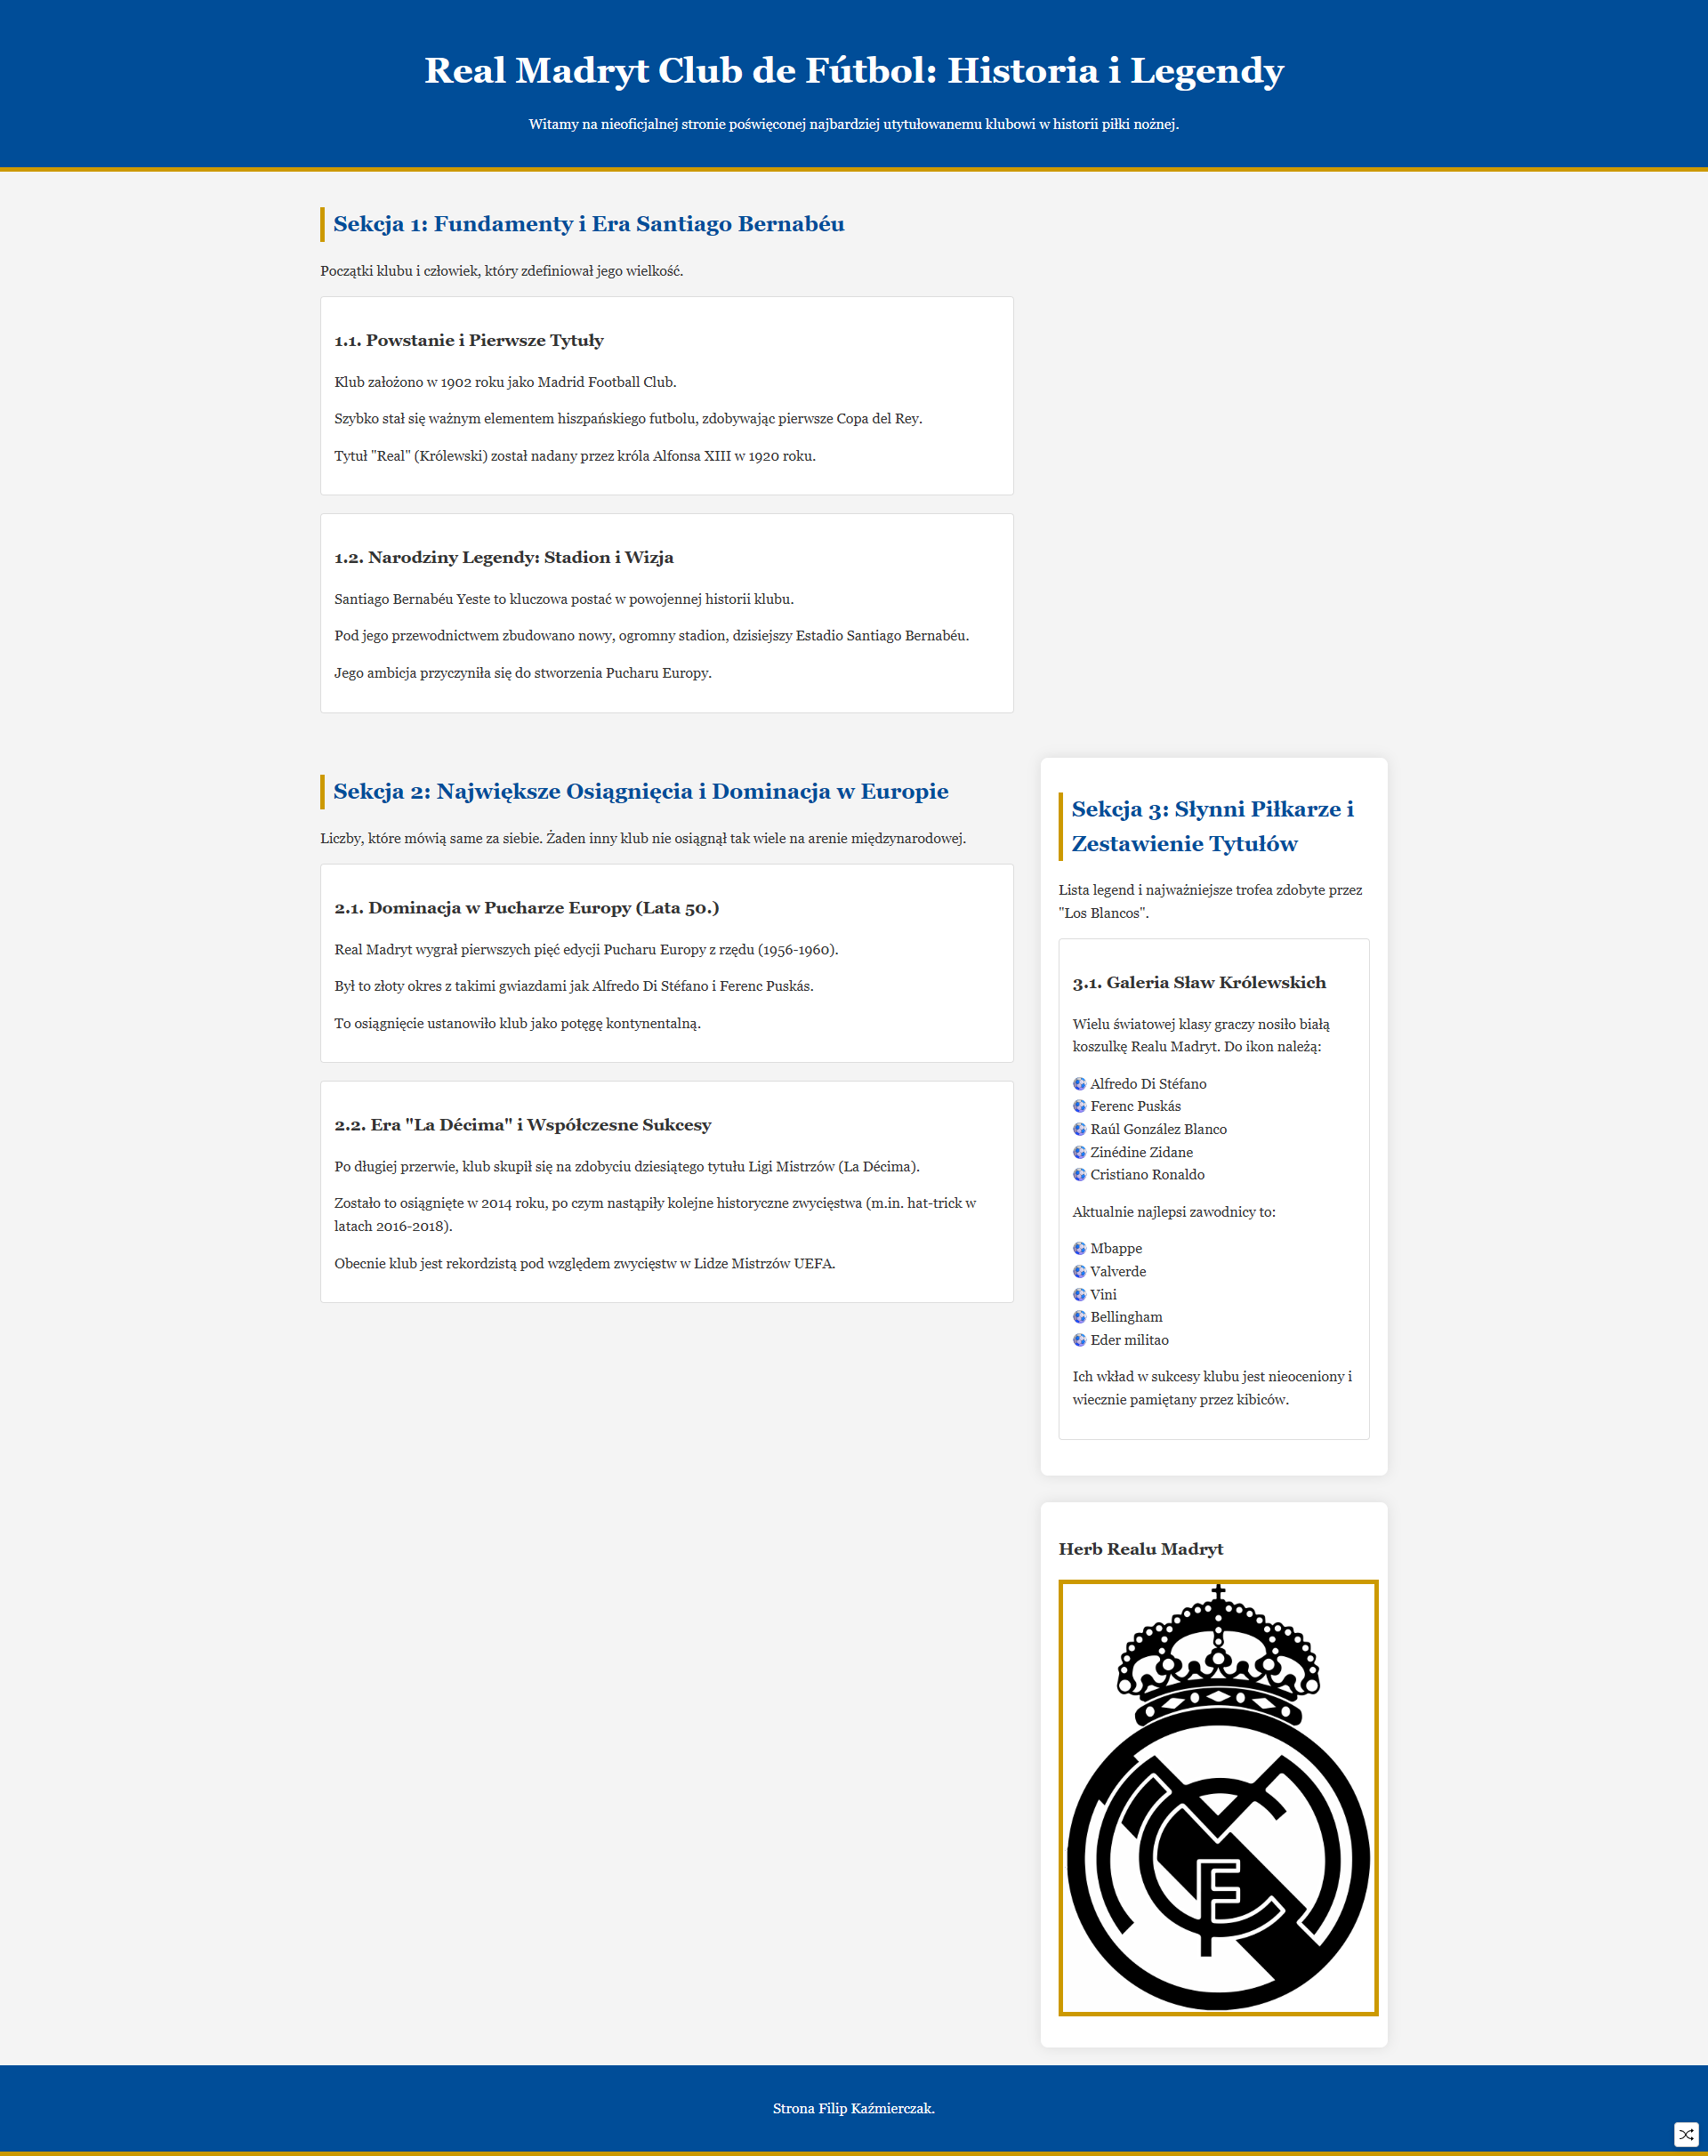 Real Madryt Club de Fútbol: Historia i Legendy
Witamy na nieoficjalnej stronie poświęconej najbardziej utytułowanemu klubowi w historii piłki nożnej.
Sekcja 1: Fundamenty i Era Santiago Bernabéu
Początki klubu i człowiek, który zdefiniował jego wielkość.
1.1. Powstanie i Pierwsze Tytuły
Klub założono w 1902 roku jako Madrid Football Club.
Szybko stał się ważnym elementem hiszpańskiego futbolu, zdobywając pierwsze Copa del Rey.
Tytuł "Real" (Królewski) został nadany przez króla Alfonsa XIII w 1920 roku.
1.2. Narodziny Legendy: Stadion i Wizja
Santiago Bernabéu Yeste to kluczowa postać w powojennej historii klubu.
Pod jego przewodnictwem zbudowano nowy, ogromny stadion, dzisiejszy Estadio Santiago Bernabéu.
Jego ambicja przyczyniła się do stworzenia Pucharu Europy.
Sekcja 2: Największe Osiągnięcia i Dominacja w Europie
Liczby, które mówią same za siebie. Żaden inny klub nie osiągnął tak wiele na arenie międzynarodowej.
2.1. Dominacja w Pucharze Europy (Lata 50.)
Real Madryt wygrał pierwszych pięć edycji Pucharu Europy z rzędu (1956-1960).
Był to złoty okres z takimi gwiazdami jak Alfredo Di Stéfano i Ferenc Puskás.
To osiągnięcie ustanowiło klub jako potęgę kontynentalną.
2.2. Era "La Décima" i Współczesne Sukcesy
Po długiej przerwie, klub skupił się na zdobyciu dziesiątego tytułu Ligi Mistrzów (La Décima).
Zostało to osiągnięte w 2014 roku, po czym nastąpiły kolejne historyczne zwycięstwa (m.in. hat-trick w
latach 2016-2018).
Obecnie klub jest rekordzistą pod względem zwycięstw w Lidze Mistrzów UEFA.
Sekcja 3: Słynni Piłkarze i
Zestawienie Tytułów
Lista legend i najważniejsze trofea zdobyte przez
"Los Blancos".
3.1. Galeria Sław Królewskich
Wielu światowej klasy graczy nosiło białą
koszulkę Realu Madryt. Do ikon należą:
Alfredo Di Stéfano
Ferenc Puskás
Raúl González Blanco
Zinédine Zidane
Cristiano Ronaldo
Aktualnie najlepsi zawodnicy to:
Mbappe
Valverde
Vini
Bellingham
Eder militao
Ich wkład w sukcesy klubu jest nieoceniony i
wiecznie pamiętany przez kibiców.
Herb Realu Madryt
Strona Filip Kaźmierczak.